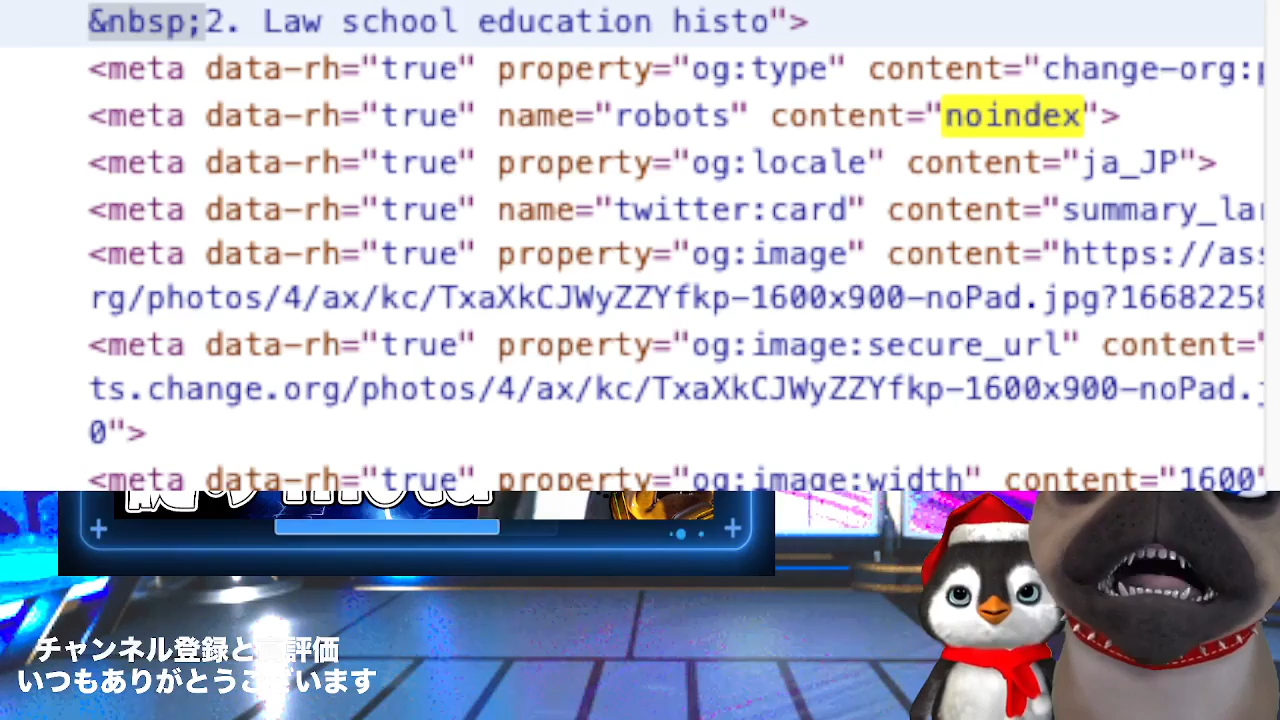 &nbsp;2. Law school education histo">
<meta data-rh="true" property="og:type" content="change-org:p
<meta data-rh="true" name="robots" content="noindex">
<meta data-rh="true" property="og:locale" content="ja_JP">
<meta data-rh="true" name="twitter:card" content="summary_la
<meta data-rh="true" property="og:image" content="https://ass
rg/photos/4/ax/kc/TxaXkCJWyZZYfkp-1600x900-noPad.jpg?16682258
<meta data-rh="true" property="og:image:secure_url" content="
ts.change.org/photos/4/ax/kc/TxaXkCJWyZZYfkp-1600x900-noPad.j
0">
<meta data-rh="true" property="og:image:width" content="1600"
チャンネル登録と高評価
いつもありがとうございます